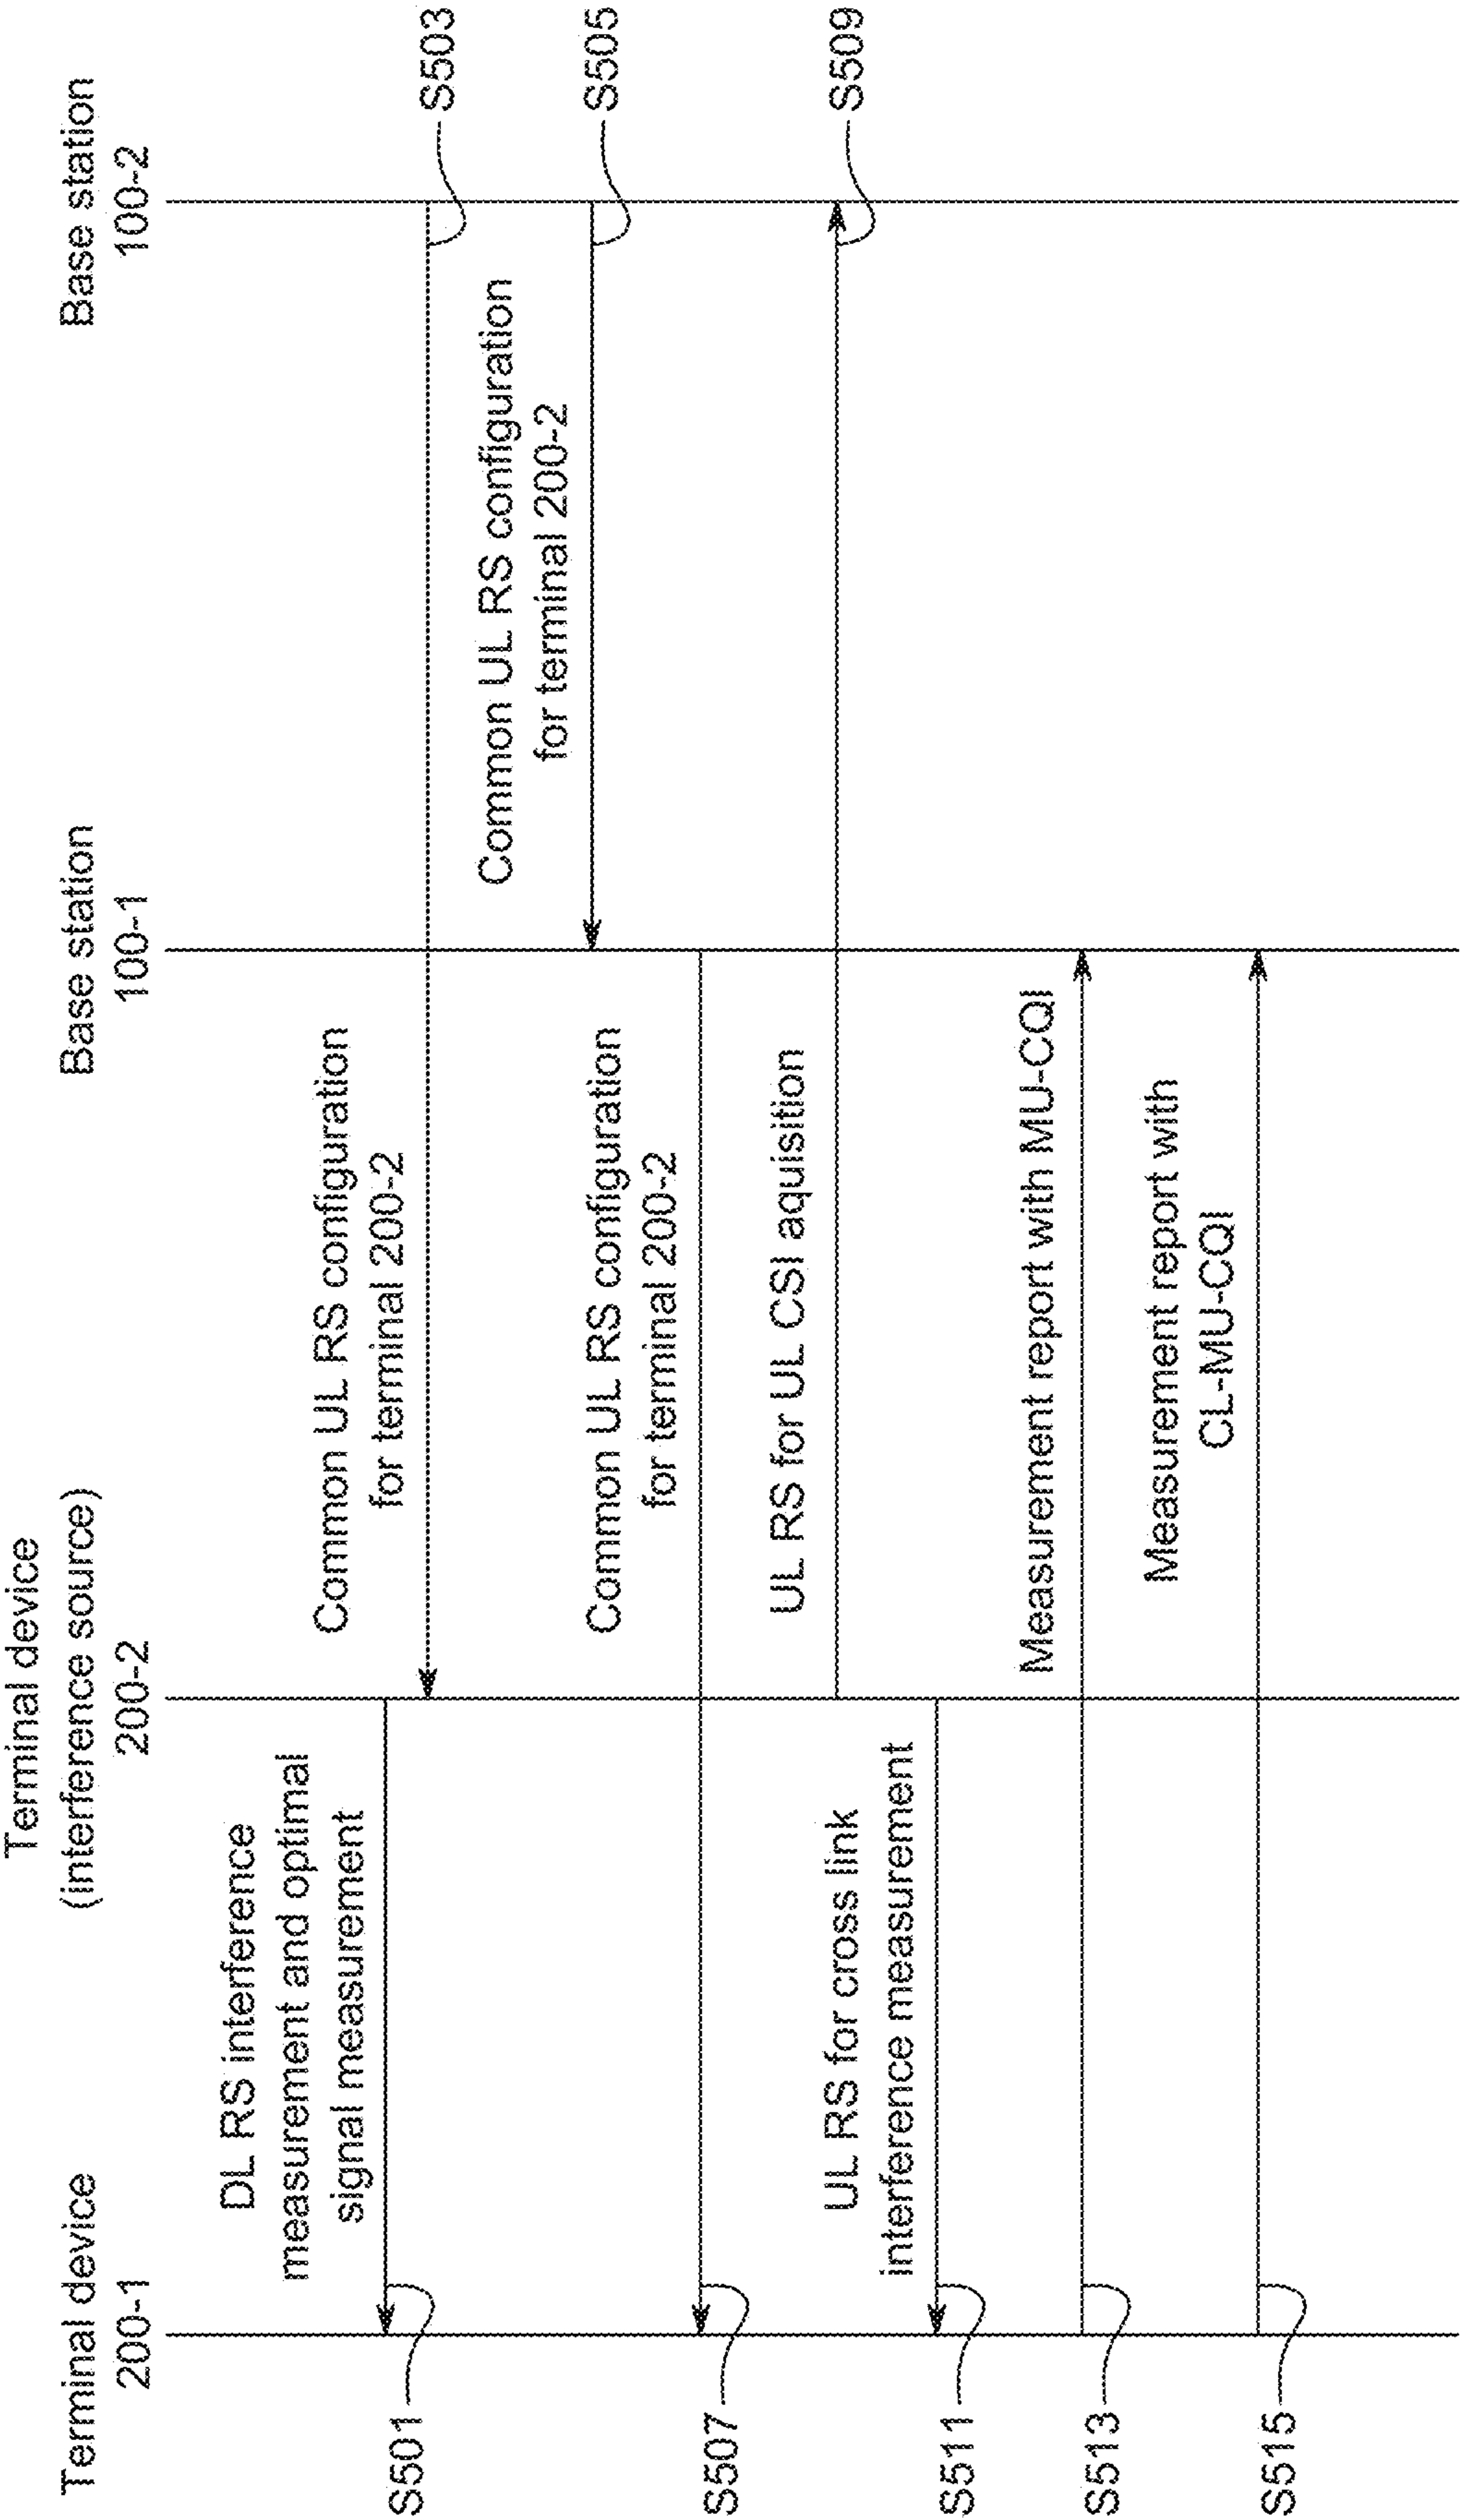 Terminal device
200-1
Terminal device
(interference source)
200-2
Base station
100-1
Base station
100-2
S501
DL RS interference
measurement and optimal
signal measurement
Common UL RS configuration
for terminal 200-2
S503
Common UL RS configuration
for terminal 200-2
S505
S507
Common UL RS configuration
for terminal 200-2
UL RS for UL CSI aquisition
S509
S511
UL RS for cross link
interference measurement
S513
Measurement report with MU-CQI
S515
Measurement report with
CL-MU-CQI